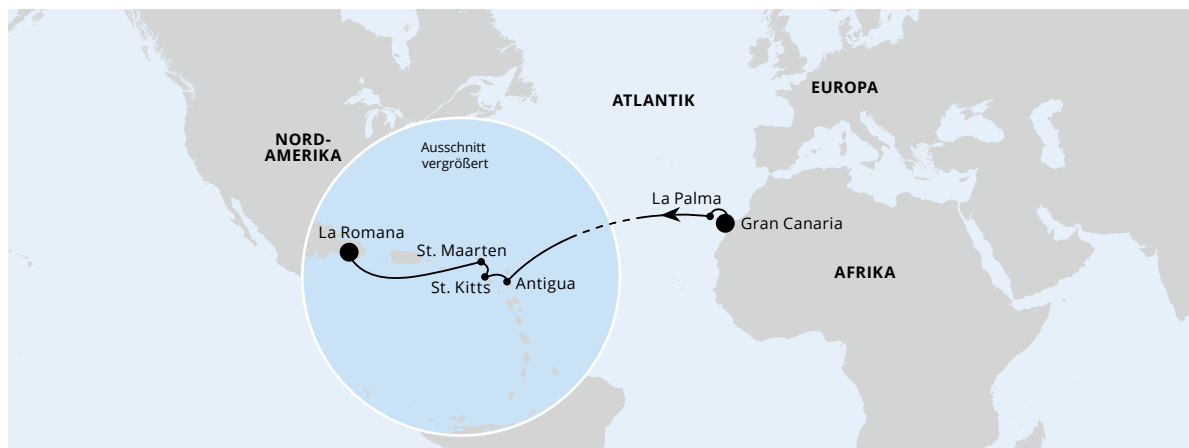 EUROPA
ATLANTIK
NORD-
AMERIKA
Ausschnitt
vergrößert
La Palma
Gran Canaria
La Romana
St. Maarten
St. Kitts
Antigua
AFRIKA